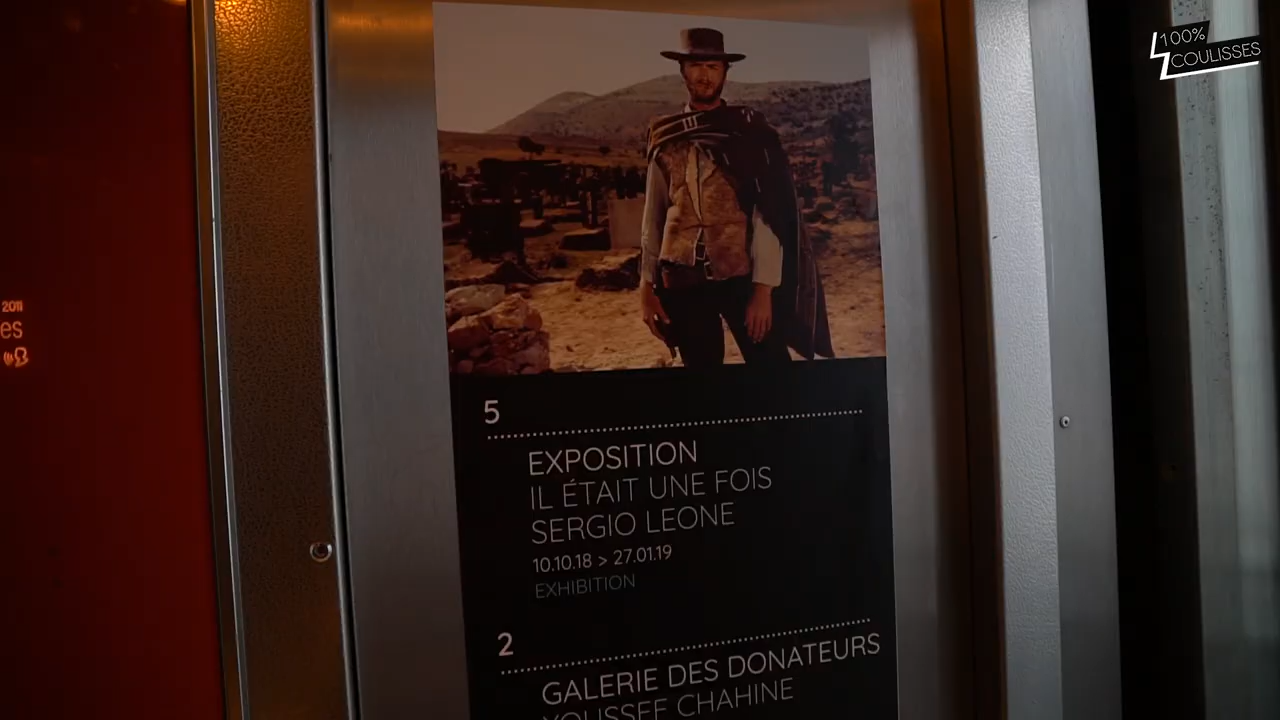 100%
COULISSES
2011
es
5
EXPOSITION
IL ÉTAIT UNE FOIS
SERGIO LEONE
10.10.18 > 27.01.19
EXHIBITION
2
GALERIE DES DONATEURS
YOUSSEF CHAHINE